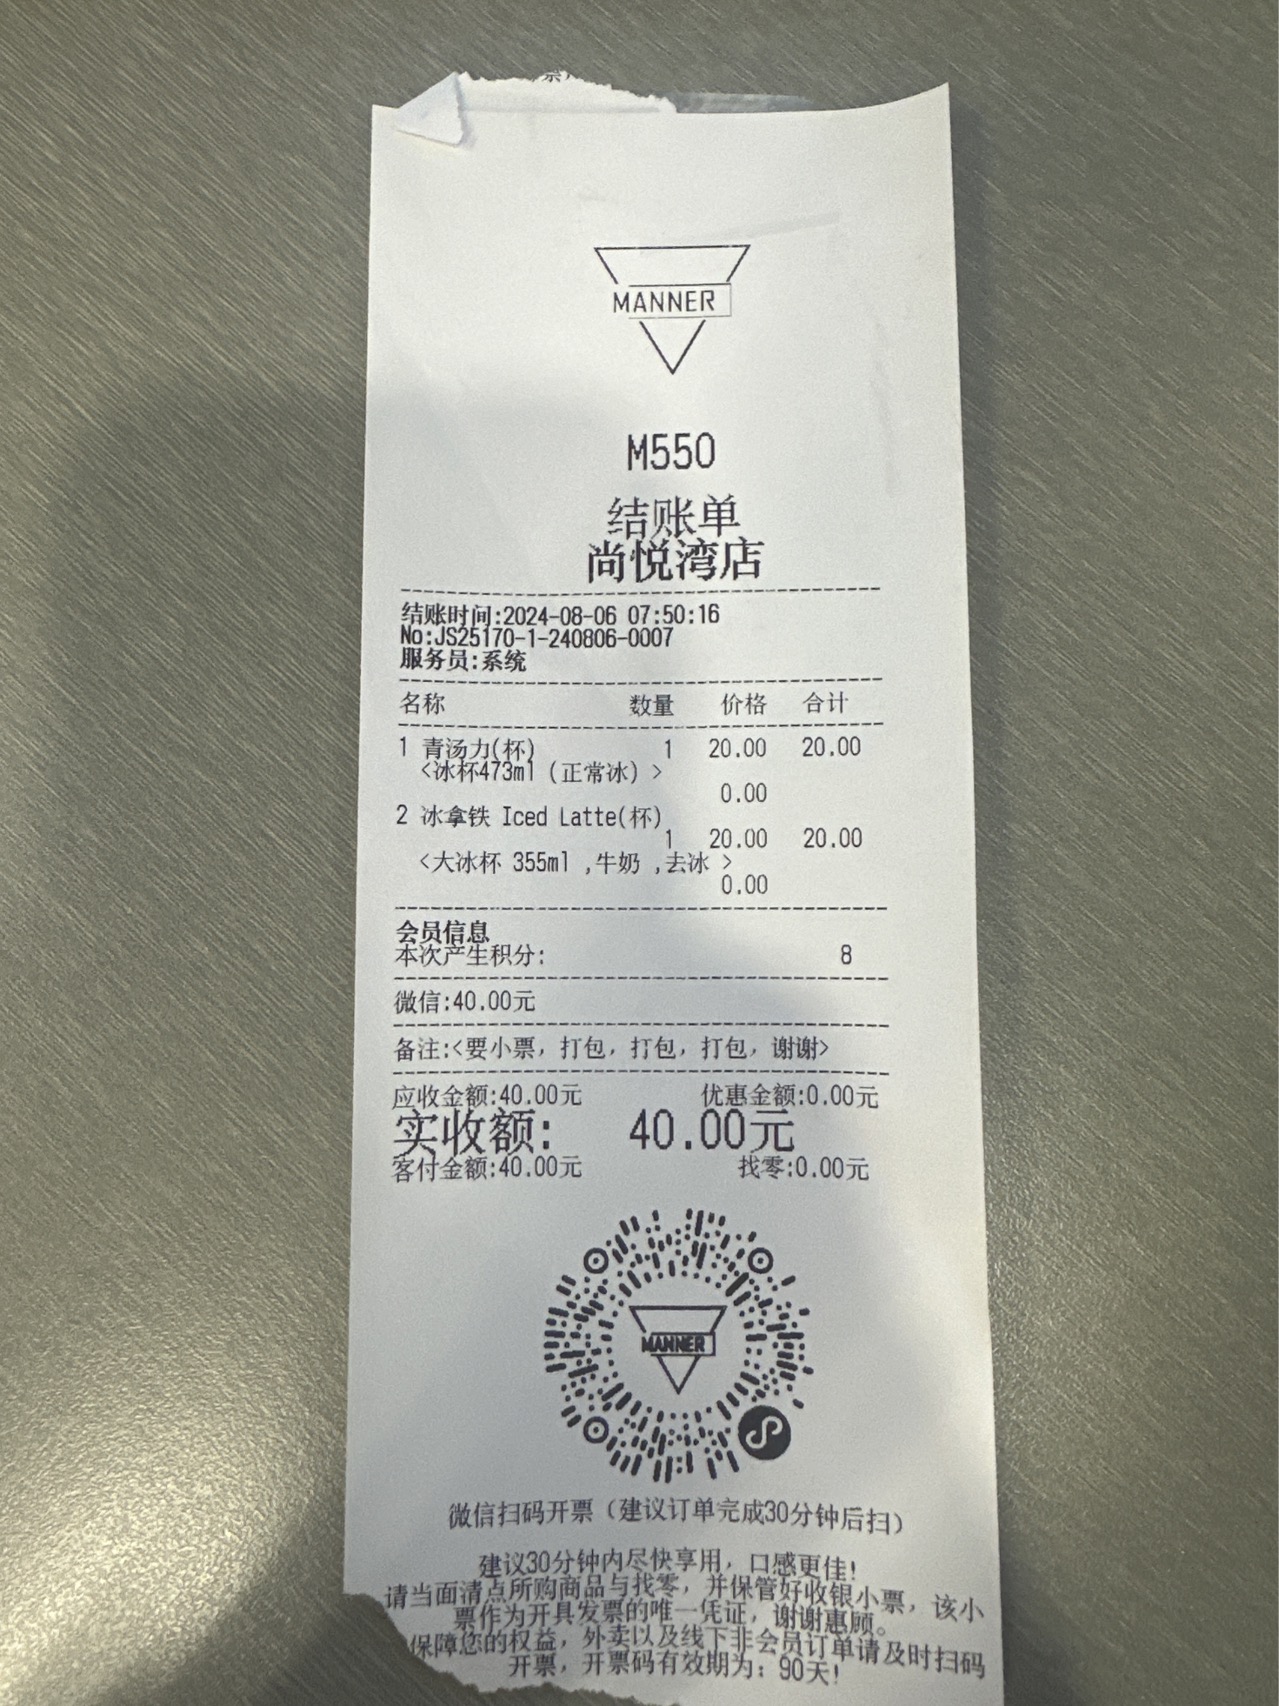 MANNER
M550
结账单
尚悦湾店
结账时间:2024-08-06 07:50:16
No:JS25170-1-240806-0007
服务员:系统
名称 数量 价格 合计
1 青汤力(杯) 1 20.00 20.00
<冰杯473ml (正常冰) >
0.00
2 冰拿铁 Iced Latte(杯)
1 20.00 20.00
<大冰杯 355ml ,牛奶 ,去冰 >
0.00
会员信息
本次产生积分: 8
微信:40.00元
备注:<要小票, 打包, 打包, 打包, 谢谢>
应收金额:40.00元 优惠金额:0.00元
实收额: 40.00元
客付金额:40.00元 找零:0.00元
MANNER
微信扫码开票（建议订单完成30分钟后扫）
建议30分钟内尽快享用，口感更佳!
请当面清点所购商品与找零，并保管好收银小票，该小
票作为开具发票的唯一凭证，谢谢惠顾。
保障您的权益，外卖以及线下非会员订单请及时扫码
开票，开票码有效期为：90天!